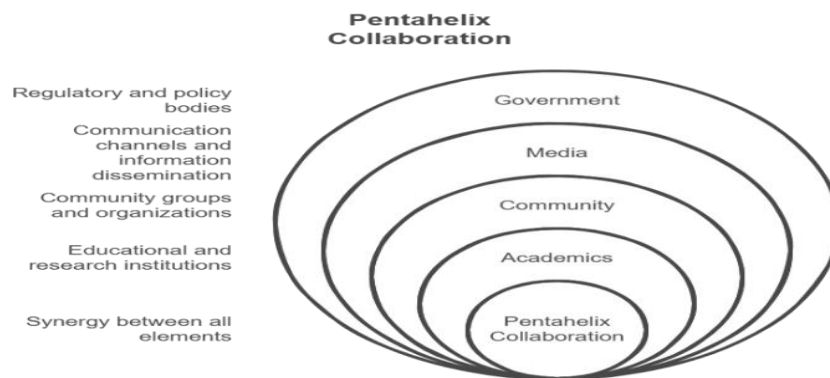 Pentahelix
Collaboration
Regulatory and policy
bodies
Government
Communication
channels and
information
dissemination
Media
Community groups
and organizations
Community
Educational and
research institutions
Academics
Synergy between all
elements
Pentahelix
Collaboration